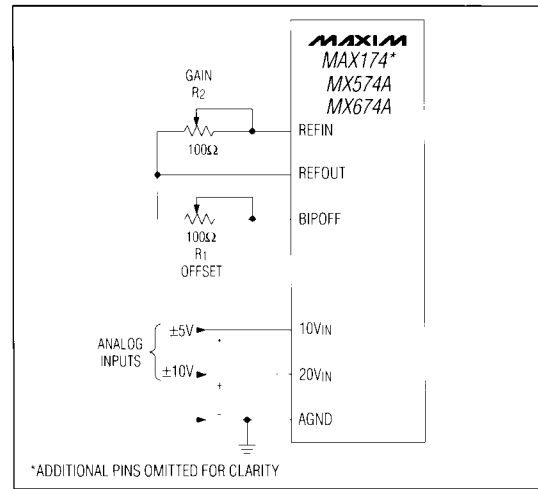 MAXIM
MAX174*
MX574A
MX674A
GAIN
R2
100Ω
REFIN
REFOUT
100Ω
R1
OFFSET
BIPOFF
ANALOG
INPUTS
±5V
10VIN
±10V
20VIN
+
-
AGND
*ADDITIONAL PINS OMITTED FOR CLARITY